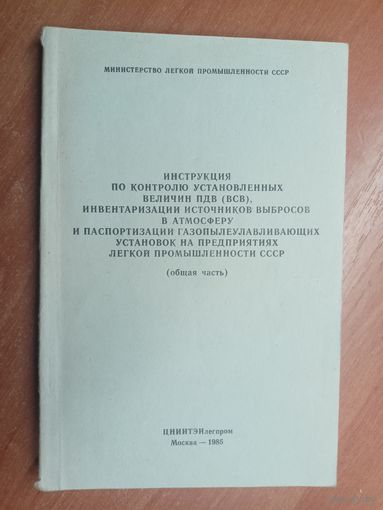 МИНИСТЕРСТВО ЛЕГКОЙ ПРОМЫШЛЕННОСТИ СССР
ИНСТРУКЦИЯ
ПО КОНТРОЛЮ УСТАНОВЛЕННЫХ
ВЕЛИЧИН ПДВ (ВСВ),
ИНВЕНТАРИЗАЦИИ ИСТОЧНИКОВ ВЫБРОСОВ
В АТМОСФЕРУ
И ПАСПОРТИЗАЦИИ ГАЗОПЫЛЕУЛАВЛИВАЮЩИХ
УСТАНОВОК НА ПРЕДПРИЯТИЯХ
ЛЕГКОЙ ПРОМЫШЛЕННОСТИ СССР
(общая часть)
ЦНИИТЭИлегпром
Москва — 1985